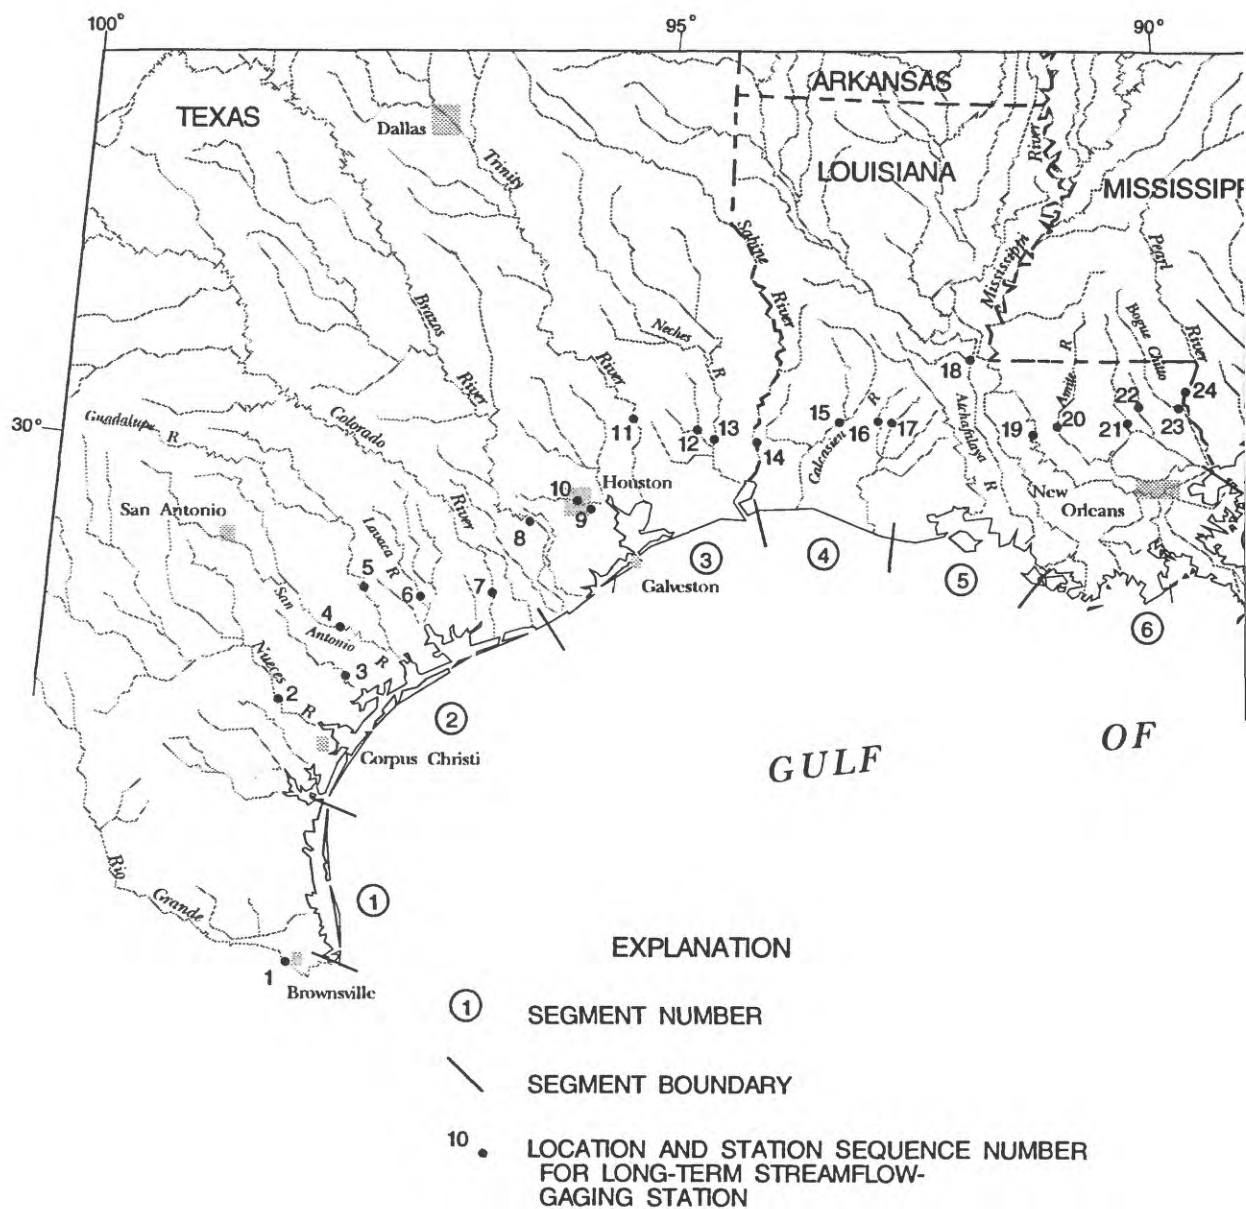 100°
95°
90°
TEXAS
ARKANSAS
LOUISIANA
MISSISSIPP
Dallas
Trinity
River
Sabine
River
Mississippi
River
Pearl
River
Brazos
River
Neches
R
Bogue Chitto
Amite
R
18
24
22
23
21
20
19
15
16
17
Calcasieu
R
Atchafalaya
R
11
12
13
14
30°
Guadalupe
R
Colorado
River
10
Houston
9
8
New
Orleans
San Antonio
Lavaca
R
5
6
7
3
4
5
6
Galveston
San
Antonio
R
4
3
Nueces
R
2
2
Corpus Christi
GULF OF
Rio
Grande
1
1
Brownsville
EXPLANATION
1 SEGMENT NUMBER
SEGMENT BOUNDARY
10 LOCATION AND STATION SEQUENCE NUMBER
FOR LONG-TERM STREAMFLOW-
GAGING STATION